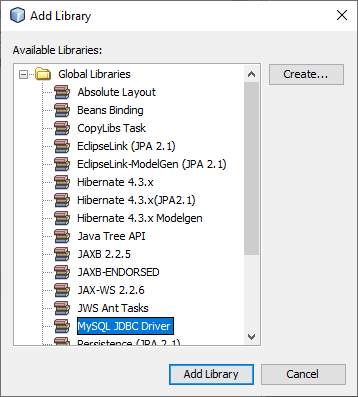 Add Library
Available Libraries:
Global Libraries
Create...
Absolute Layout
Beans Binding
CopyLibs Task
EclipseLink (JPA 2.1)
EclipseLink-ModelGen (JPA 2.1)
Hibernate 4.3.x
Hibernate 4.3.x(JPA2.1)
Hibernate 4.3.x Modelgen
Java Tree API
JAXB 2.2.5
JAXB-ENDORSED
JAX-WS 2.2.6
JWS Ant Tasks
MySQL JDBC Driver
Persistence (JPA 2.1)
Add Library
Cancel